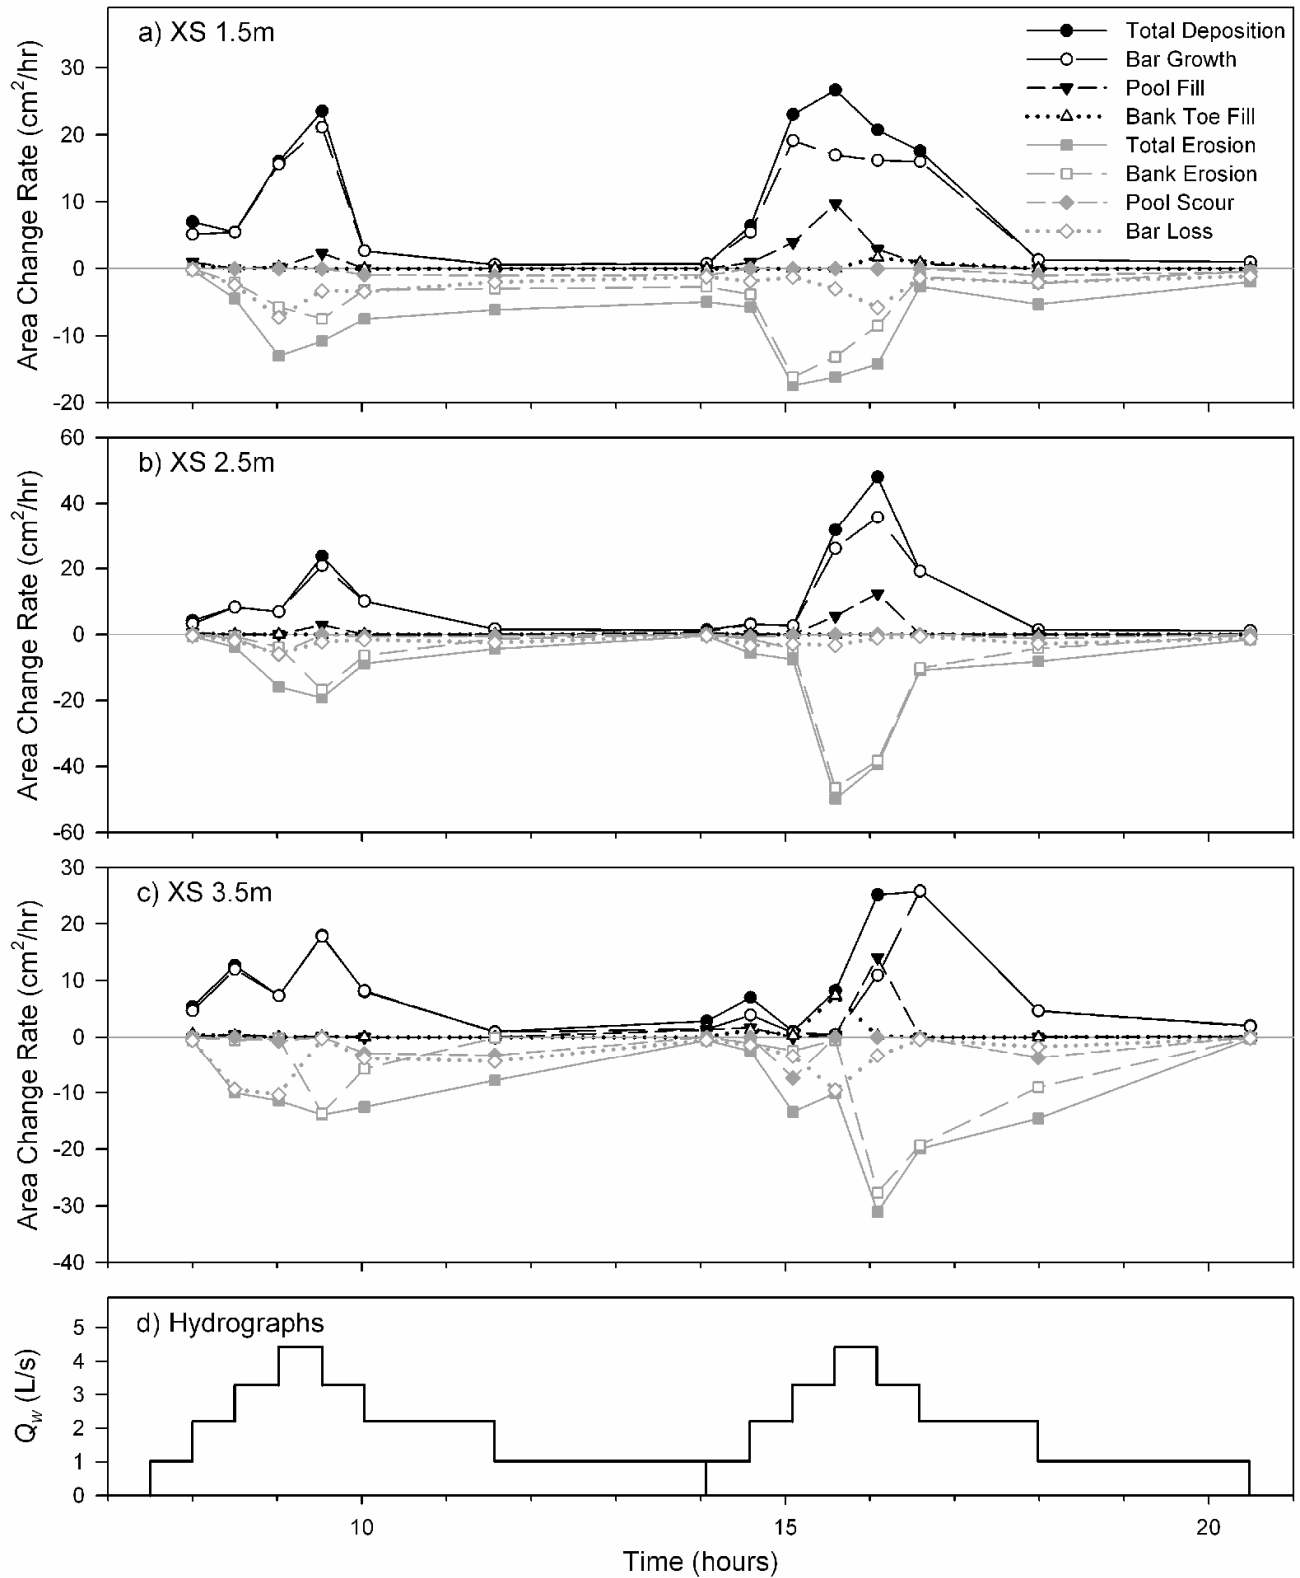 a) XS 1.5m
Total Deposition
Bar Growth
Pool Fill
Bank Toe Fill
Total Erosion
Bank Erosion
Pool Scour
Bar Loss
Area Change Rate (cm²/hr)
30
20
10
0
-10
-20
b) XS 2.5m
Area Change Rate (cm²/hr)
60
40
20
0
-20
-40
-60
c) XS 3.5m
Area Change Rate (cm²/hr)
30
20
10
0
-10
-20
-30
-40
d) Hydrographs
Qw (L/s)
5
4
3
2
1
0
10
15
20
Time (hours)